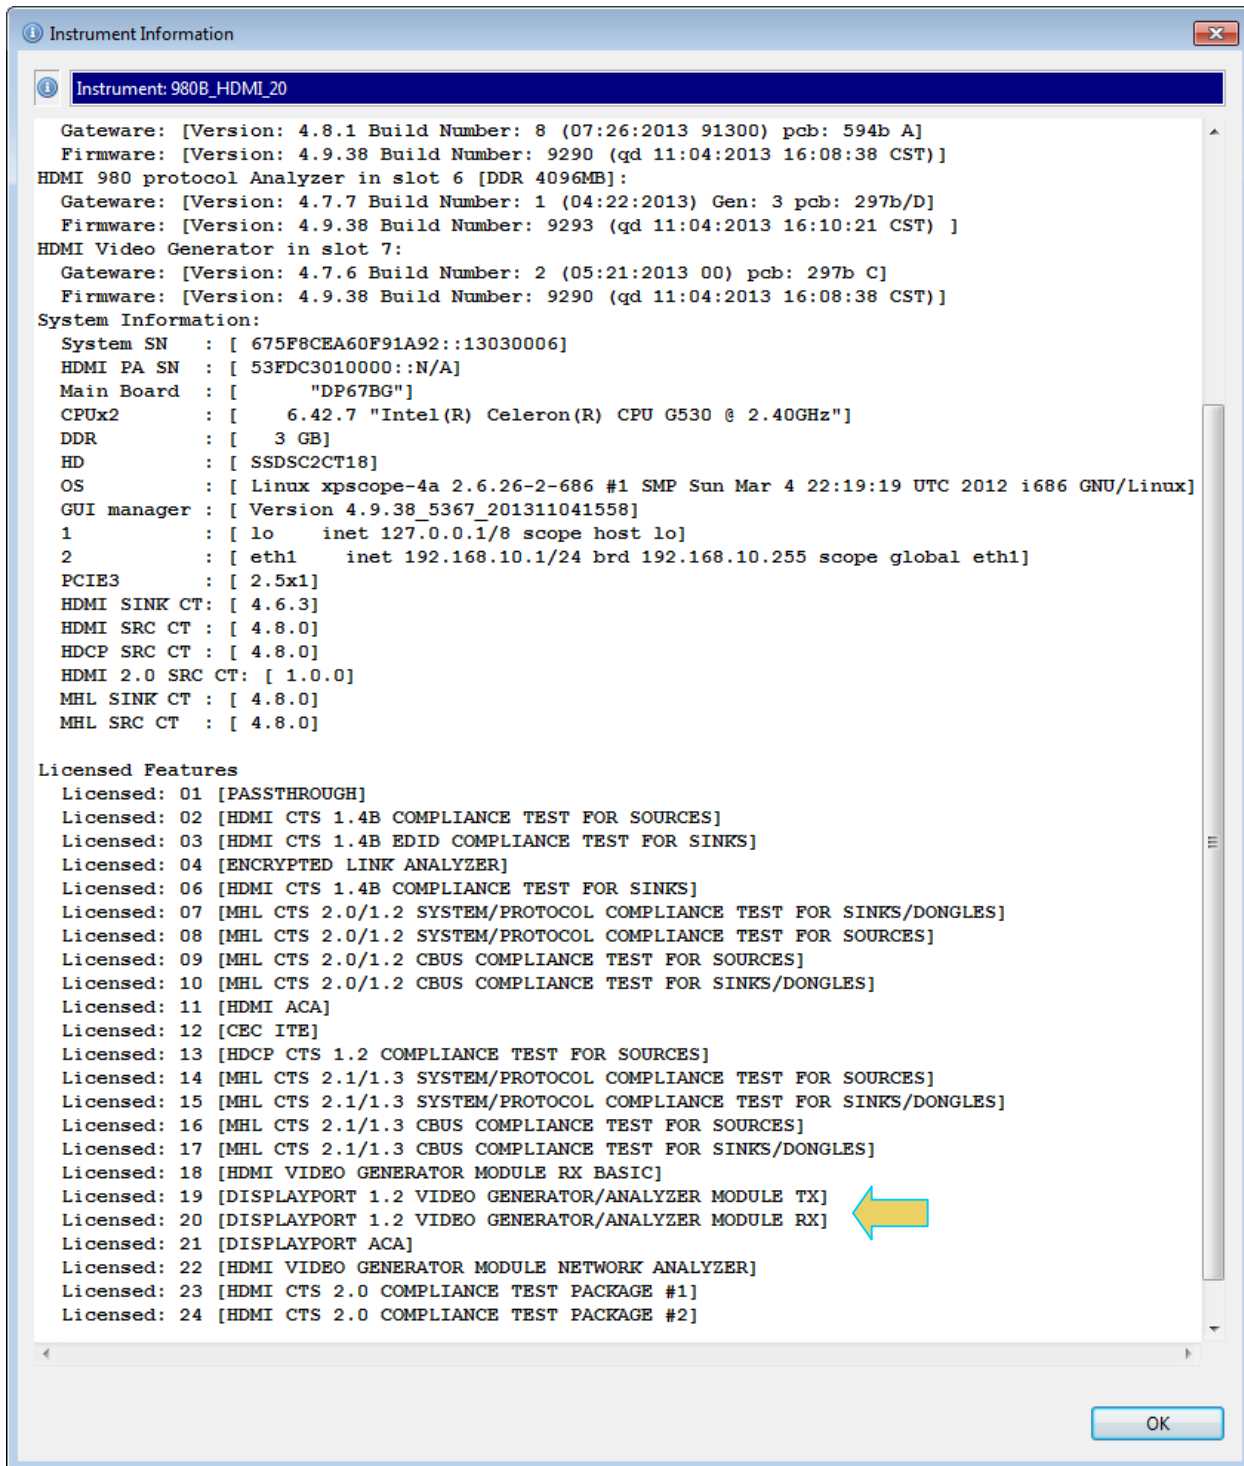 Instrument Information
Instrument: 980B_HDMI_20
Gateware: [Version: 4.8.1 Build Number: 8 (07:26:2013 91300) pcb: 594b A]
Firmware: [Version: 4.9.38 Build Number: 9290 (qd 11:04:2013 16:08:38 CST)]
HDMI 980 protocol Analyzer in slot 6 [DDR 4096MB]:
Gateware: [Version: 4.7.7 Build Number: 1 (04:22:2013) Gen: 3 pcb: 297b/D]
Firmware: [Version: 4.9.38 Build Number: 9293 (qd 11:04:2013 16:10:21 CST) ]
HDMI Video Generator in slot 7:
Gateware: [Version: 4.7.6 Build Number: 2 (05:21:2013 00) pcb: 297b C]
Firmware: [Version: 4.9.38 Build Number: 9290 (qd 11:04:2013 16:08:38 CST)]
System Information:
System SN : [ 675F8CEA60F91A92::13030006]
HDMI PA SN : [ 53FDC3010000::N/A]
Main Board : [ "DP67BG"]
CPUx2 : [ 6.42.7 "Intel(R) Celeron(R) CPU G530 @ 2.40GHz"]
DDR : [ 3 GB]
HD : [ SSDSC2CT18]
OS : [ Linux xpscope-4a 2.6.26-2-686 #1 SMP Sun Mar 4 22:19:19 UTC 2012 i686 GNU/Linux]
GUI manager : [ Version 4.9.38_5367_201311041558]
1 : [ lo inet 127.0.0.1/8 scope host lo]
2 : [ eth1 inet 192.168.10.1/24 brd 192.168.10.255 scope global eth1]
PCIE3 : [ 2.5x1]
HDMI SINK CT: [ 4.6.3]
HDMI SRC CT : [ 4.8.0]
HDCP SRC CT : [ 4.8.0]
HDMI 2.0 SRC CT: [ 1.0.0]
MHL SINK CT : [ 4.8.0]
MHL SRC CT : [ 4.8.0]
Licensed Features
Licensed: 01 [PASSTHROUGH]
Licensed: 02 [HDMI CTS 1.4B COMPLIANCE TEST FOR SOURCES]
Licensed: 03 [HDMI CTS 1.4B EDID COMPLIANCE TEST FOR SINKS]
Licensed: 04 [ENCRYPTED LINK ANALYZER]
Licensed: 06 [HDMI CTS 1.4B COMPLIANCE TEST FOR SINKS]
Licensed: 07 [MHL CTS 2.0/1.2 SYSTEM/PROTOCOL COMPLIANCE TEST FOR SINKS/DONGLES]
Licensed: 08 [MHL CTS 2.0/1.2 SYSTEM/PROTOCOL COMPLIANCE TEST FOR SOURCES]
Licensed: 09 [MHL CTS 2.0/1.2 CBUS COMPLIANCE TEST FOR SOURCES]
Licensed: 10 [MHL CTS 2.0/1.2 CBUS COMPLIANCE TEST FOR SINKS/DONGLES]
Licensed: 11 [HDMI ACA]
Licensed: 12 [CEC ITE]
Licensed: 13 [HDCP CTS 1.2 COMPLIANCE TEST FOR SOURCES]
Licensed: 14 [MHL CTS 2.1/1.3 SYSTEM/PROTOCOL COMPLIANCE TEST FOR SOURCES]
Licensed: 15 [MHL CTS 2.1/1.3 SYSTEM/PROTOCOL COMPLIANCE TEST FOR SINKS/DONGLES]
Licensed: 16 [MHL CTS 2.1/1.3 CBUS COMPLIANCE TEST FOR SOURCES]
Licensed: 17 [MHL CTS 2.1/1.3 CBUS COMPLIANCE TEST FOR SINKS/DONGLES]
Licensed: 18 [HDMI VIDEO GENERATOR MODULE RX BASIC]
Licensed: 19 [DISPLAYPORT 1.2 VIDEO GENERATOR/ANALYZER MODULE TX]
Licensed: 20 [DISPLAYPORT 1.2 VIDEO GENERATOR/ANALYZER MODULE RX]
Licensed: 21 [DISPLAYPORT ACA]
Licensed: 22 [HDMI VIDEO GENERATOR MODULE NETWORK ANALYZER]
Licensed: 23 [HDMI CTS 2.0 COMPLIANCE TEST PACKAGE #1]
Licensed: 24 [HDMI CTS 2.0 COMPLIANCE TEST PACKAGE #2]
OK